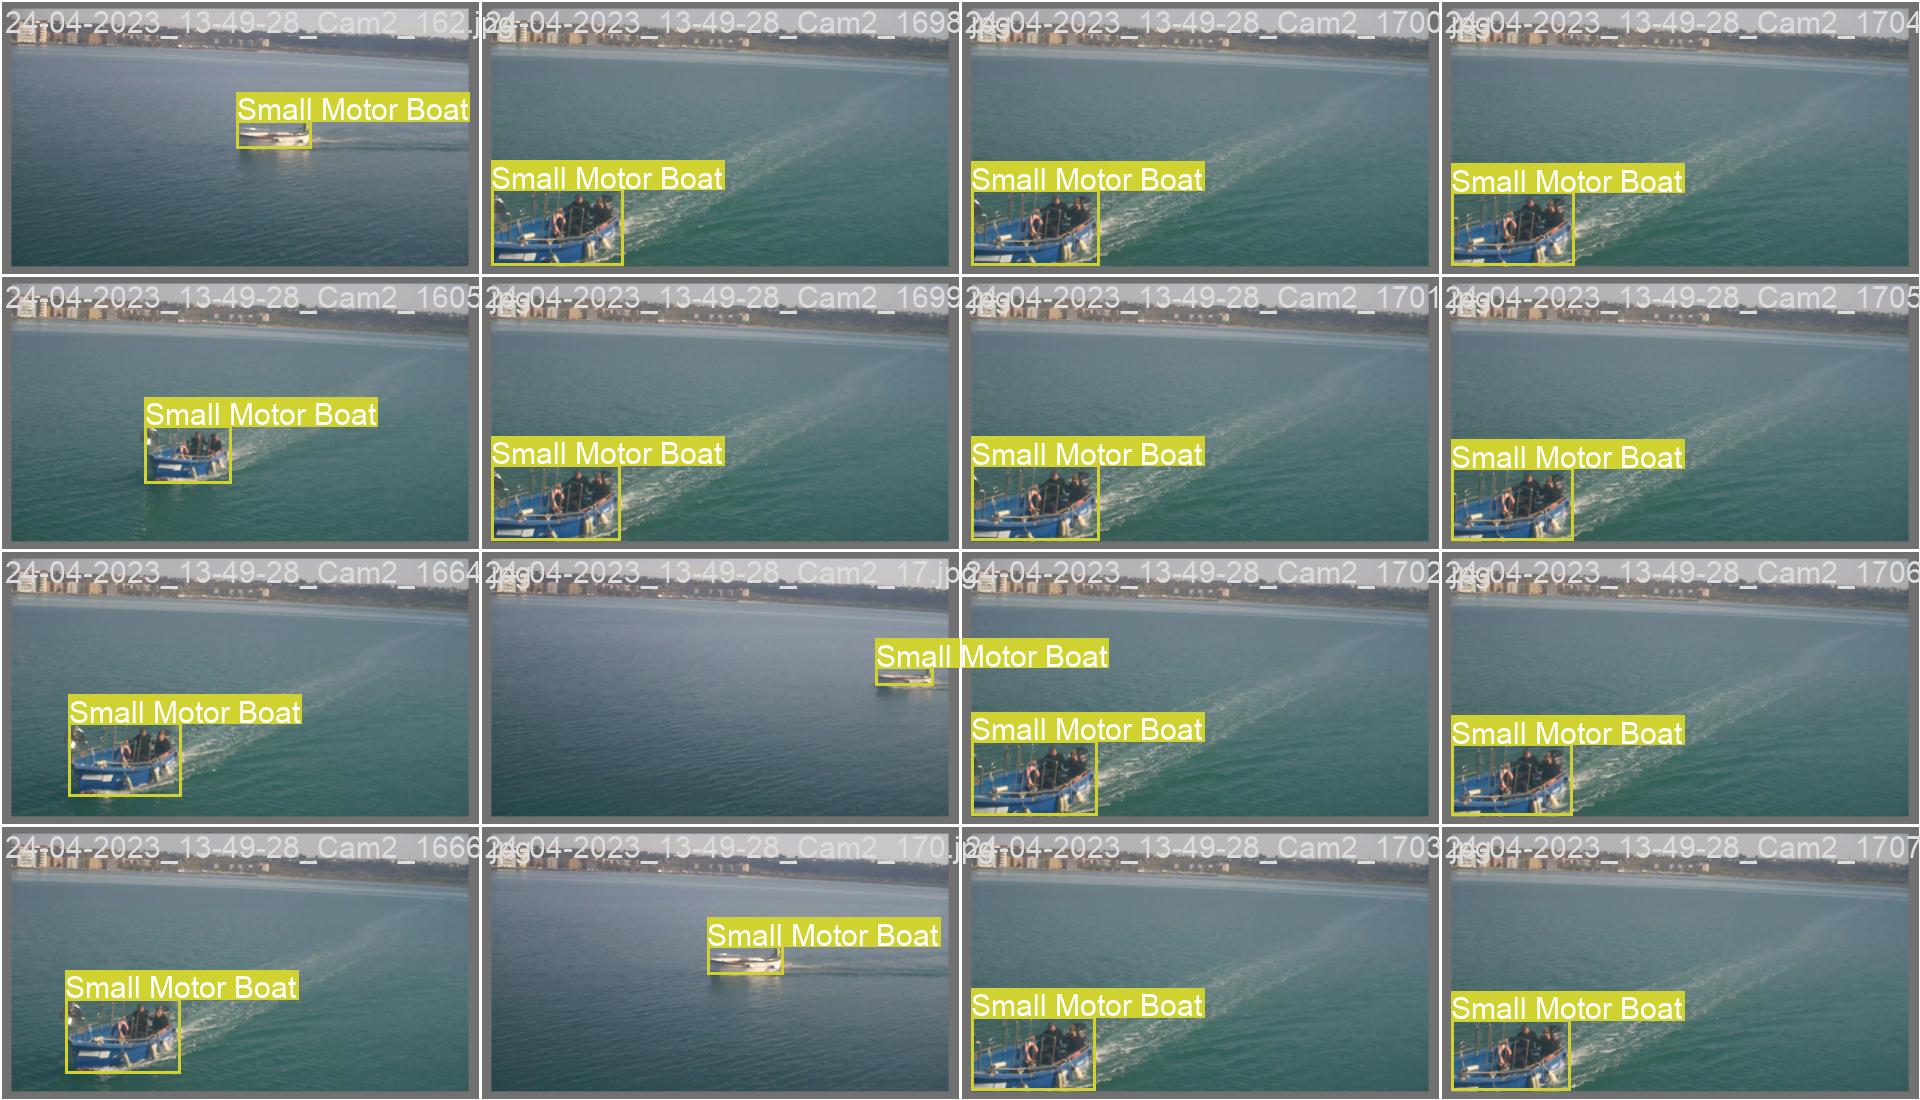 24-04-2023_13-49-28_Cam2_162.jpg
24-04-2023_13-49-28_Cam2_1698.jpg
24-04-2023_13-49-28_Cam2_1700.jpg
24-04-2023_13-49-28_Cam2_1704
Small Motor Boat
Small Motor Boat
Small Motor Boat
Small Motor Boat
24-04-2023_13-49-28_Cam2_1605.jpg
24-04-2023_13-49-28_Cam2_1699.jpg
24-04-2023_13-49-28_Cam2_1701.jpg
24-04-2023_13-49-28_Cam2_1705
Small Motor Boat
Small Motor Boat
Small Motor Boat
Small Motor Boat
24-04-2023_13-49-28_Cam2_1664.jpg
24-04-2023_13-49-28_Cam2_17.jpg
24-04-2023_13-49-28_Cam2_1702.jpg
24-04-2023_13-49-28_Cam2_1706
Small Motor Boat
Small Motor Boat
Small Motor Boat
Small Motor Boat
24-04-2023_13-49-28_Cam2_1666.jpg
24-04-2023_13-49-28_Cam2_170.jpg
24-04-2023_13-49-28_Cam2_1703.jpg
24-04-2023_13-49-28_Cam2_1707
Small Motor Boat
Small Motor Boat
Small Motor Boat
Small Motor Boat